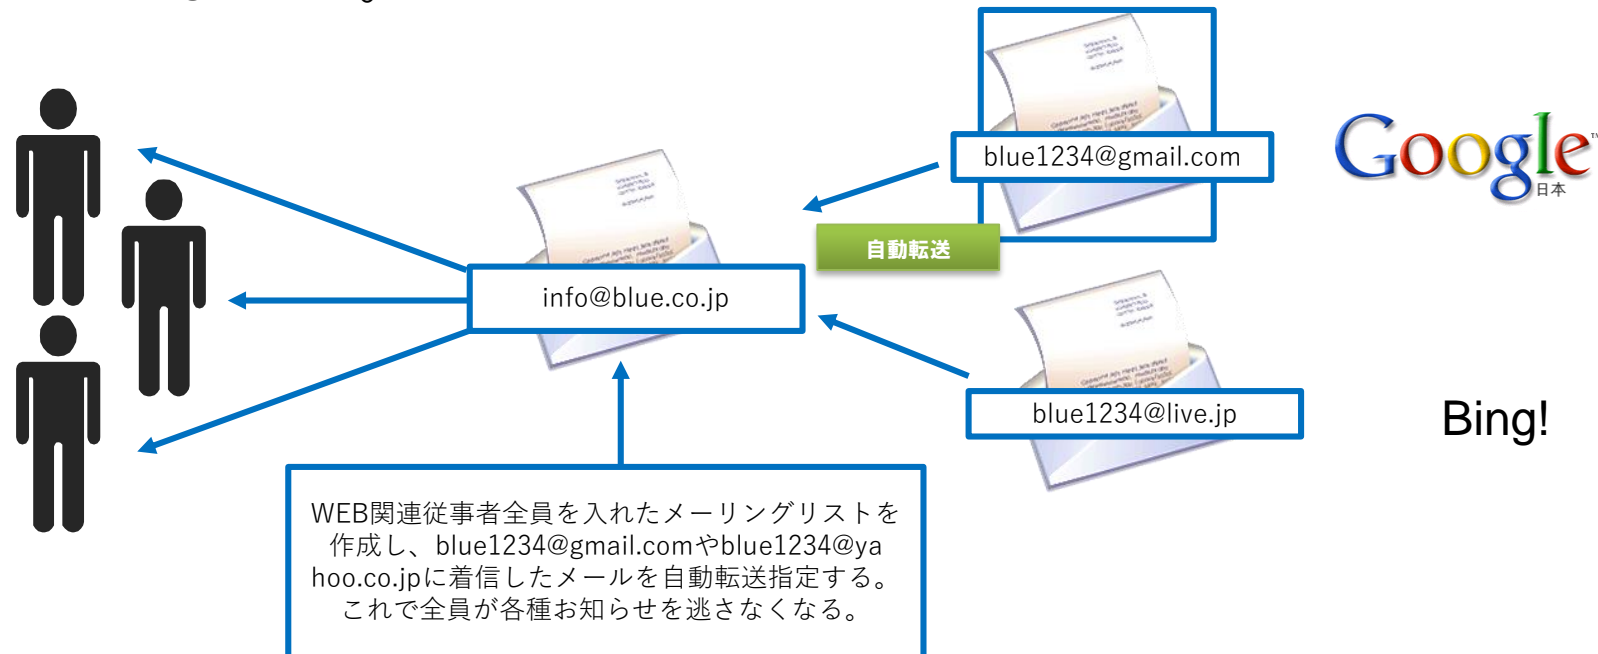 blue1234@gmail.com
Google
日本
自動転送
info@blue.co.jp
blue1234@live.jp
Bing!
WEB関連従事者全員を入れたメーリングリストを
作成し、blue1234@gmail.comやblue1234@ya
hoo.co.jpに着信したメールを自動転送指定する。
これで全員が各種お知らせを逃さなくなる。